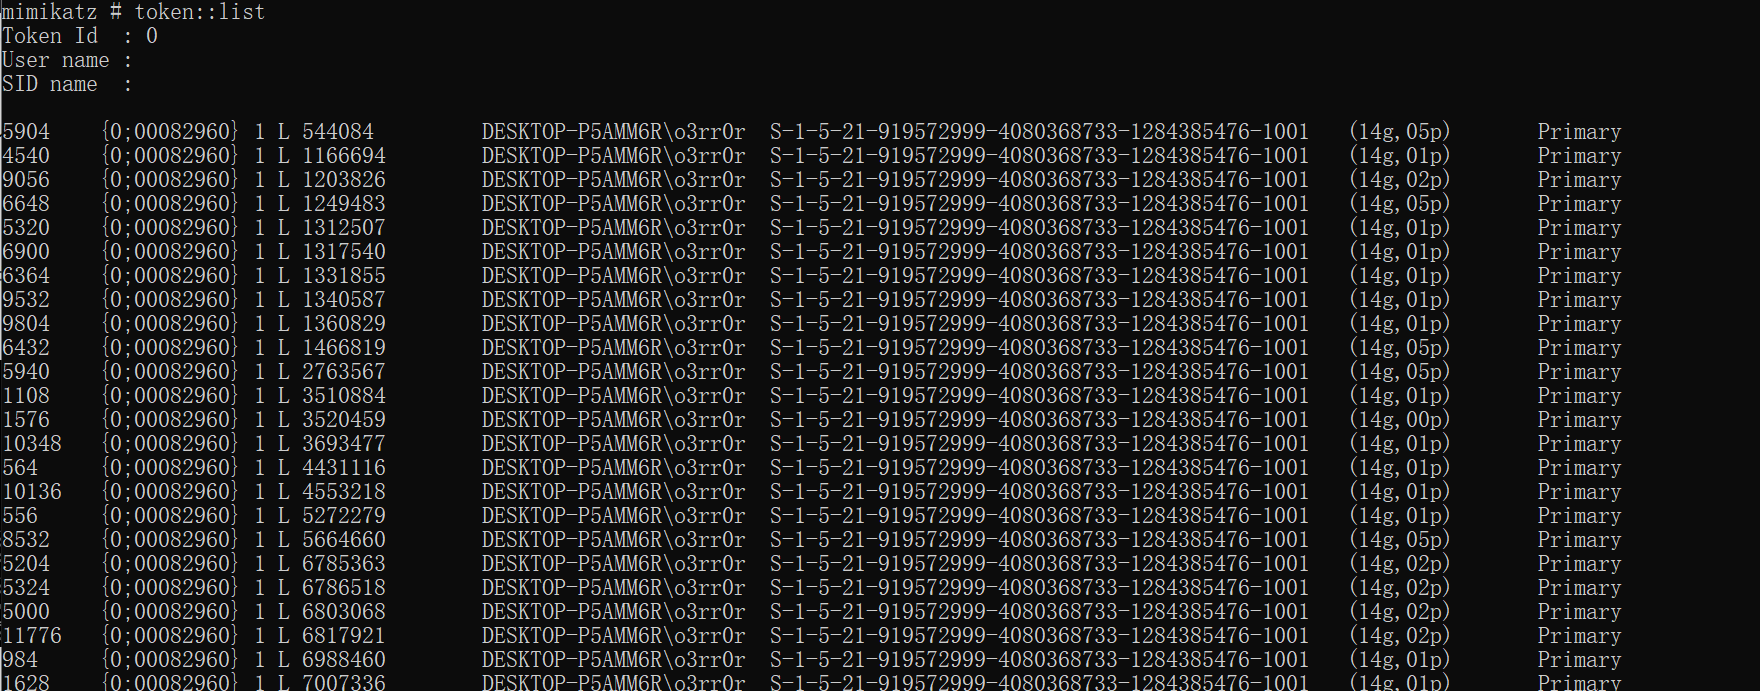 mimikatz # token::list
Token Id  : 0
User name :
SID name  :
5904    {0;00082960} 1 L 544084         DESKTOP-P5AMM6R\o3rr0r  S-1-5-21-919572999-4080368733-1284385476-1001   (14g,05p)       Primary
4540    {0;00082960} 1 L 1166694        DESKTOP-P5AMM6R\o3rr0r  S-1-5-21-919572999-4080368733-1284385476-1001   (14g,01p)       Primary
9056    {0;00082960} 1 L 1203826        DESKTOP-P5AMM6R\o3rr0r  S-1-5-21-919572999-4080368733-1284385476-1001   (14g,02p)       Primary
6648    {0;00082960} 1 L 1249483        DESKTOP-P5AMM6R\o3rr0r  S-1-5-21-919572999-4080368733-1284385476-1001   (14g,05p)       Primary
5320    {0;00082960} 1 L 1312507        DESKTOP-P5AMM6R\o3rr0r  S-1-5-21-919572999-4080368733-1284385476-1001   (14g,01p)       Primary
6900    {0;00082960} 1 L 1317540        DESKTOP-P5AMM6R\o3rr0r  S-1-5-21-919572999-4080368733-1284385476-1001   (14g,01p)       Primary
6364    {0;00082960} 1 L 1331855        DESKTOP-P5AMM6R\o3rr0r  S-1-5-21-919572999-4080368733-1284385476-1001   (14g,01p)       Primary
9532    {0;00082960} 1 L 1340587        DESKTOP-P5AMM6R\o3rr0r  S-1-5-21-919572999-4080368733-1284385476-1001   (14g,01p)       Primary
9804    {0;00082960} 1 L 1360829        DESKTOP-P5AMM6R\o3rr0r  S-1-5-21-919572999-4080368733-1284385476-1001   (14g,01p)       Primary
6432    {0;00082960} 1 L 1466819        DESKTOP-P5AMM6R\o3rr0r  S-1-5-21-919572999-4080368733-1284385476-1001   (14g,05p)       Primary
5940    {0;00082960} 1 L 2763567        DESKTOP-P5AMM6R\o3rr0r  S-1-5-21-919572999-4080368733-1284385476-1001   (14g,05p)       Primary
1108    {0;00082960} 1 L 3510884        DESKTOP-P5AMM6R\o3rr0r  S-1-5-21-919572999-4080368733-1284385476-1001   (14g,01p)       Primary
1576    {0;00082960} 1 L 3520459        DESKTOP-P5AMM6R\o3rr0r  S-1-5-21-919572999-4080368733-1284385476-1001   (14g,00p)       Primary
10348   {0;00082960} 1 L 3693477        DESKTOP-P5AMM6R\o3rr0r  S-1-5-21-919572999-4080368733-1284385476-1001   (14g,01p)       Primary
564     {0;00082960} 1 L 4431116        DESKTOP-P5AMM6R\o3rr0r  S-1-5-21-919572999-4080368733-1284385476-1001   (14g,01p)       Primary
10136   {0;00082960} 1 L 4553218        DESKTOP-P5AMM6R\o3rr0r  S-1-5-21-919572999-4080368733-1284385476-1001   (14g,01p)       Primary
556     {0;00082960} 1 L 5272279        DESKTOP-P5AMM6R\o3rr0r  S-1-5-21-919572999-4080368733-1284385476-1001   (14g,01p)       Primary
8532    {0;00082960} 1 L 5664660        DESKTOP-P5AMM6R\o3rr0r  S-1-5-21-919572999-4080368733-1284385476-1001   (14g,05p)       Primary
5204    {0;00082960} 1 L 6785363        DESKTOP-P5AMM6R\o3rr0r  S-1-5-21-919572999-4080368733-1284385476-1001   (14g,02p)       Primary
5324    {0;00082960} 1 L 6786518        DESKTOP-P5AMM6R\o3rr0r  S-1-5-21-919572999-4080368733-1284385476-1001   (14g,02p)       Primary
5000    {0;00082960} 1 L 6803068        DESKTOP-P5AMM6R\o3rr0r  S-1-5-21-919572999-4080368733-1284385476-1001   (14g,02p)       Primary
11776   {0;00082960} 1 L 6817921        DESKTOP-P5AMM6R\o3rr0r  S-1-5-21-919572999-4080368733-1284385476-1001   (14g,02p)       Primary
984     {0;00082960} 1 L 6988460        DESKTOP-P5AMM6R\o3rr0r  S-1-5-21-919572999-4080368733-1284385476-1001   (14g,01p)       Primary
1628    {0;00082960} 1 L 7007336        DESKTOP-P5AMM6R\o3rr0r  S-1-5-21-919572999-4080368733-1284385476-1001   (14g,01p)       Primary